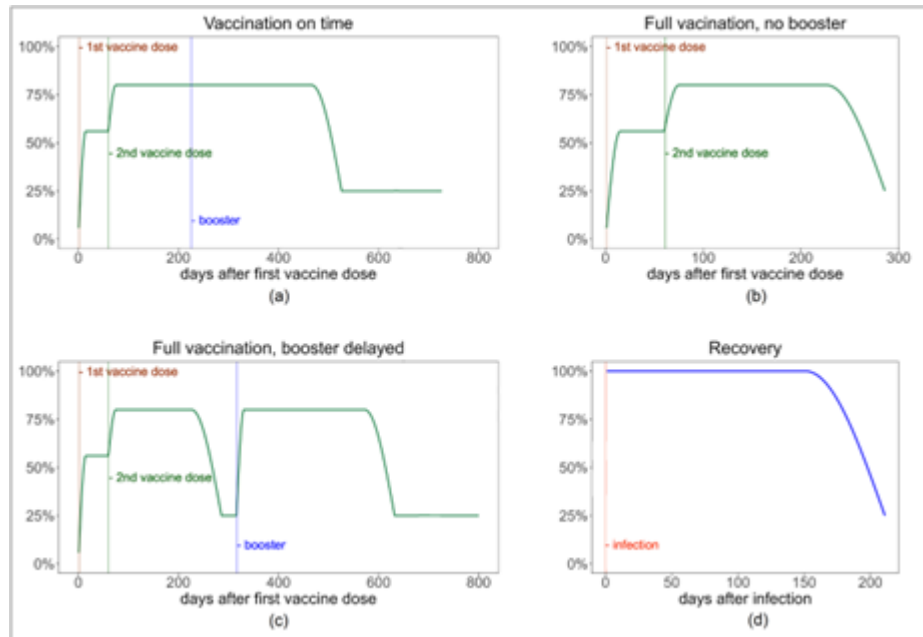 Vaccination on time
100%
75%
50%
25%
0%
- 1st vaccine dose
- 2nd vaccine dose
- booster
0 200 400 600 800
days after first vaccine dose
(a)
Full vacination, no booster
100%
75%
50%
25%
0%
- 1st vaccine dose
- 2nd vaccine dose
0 100 200 300
days after first vaccine dose
(b)
Full vaccination, booster delayed
100%
75%
50%
25%
0%
- 1st vaccine dose
- 2nd vaccine dose
- booster
0 200 400 600 800
days after first vaccine dose
(c)
Recovery
100%
75%
50%
25%
0%
- infection
0 50 100 150 200
days after infection
(d)